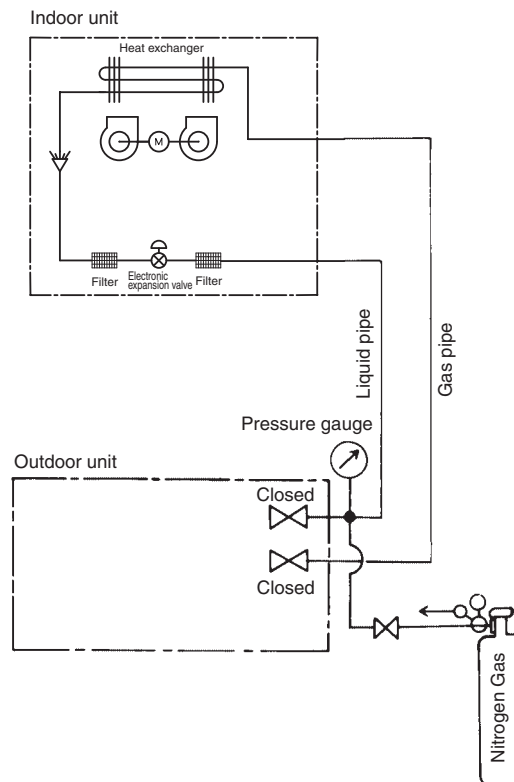 Indoor unit
Heat exchanger
M
Filter
Electronic
expansion valve
Filter
Liquid pipe
Gas pipe
Pressure gauge
Outdoor unit
Closed
Closed
Nitrogen Gas